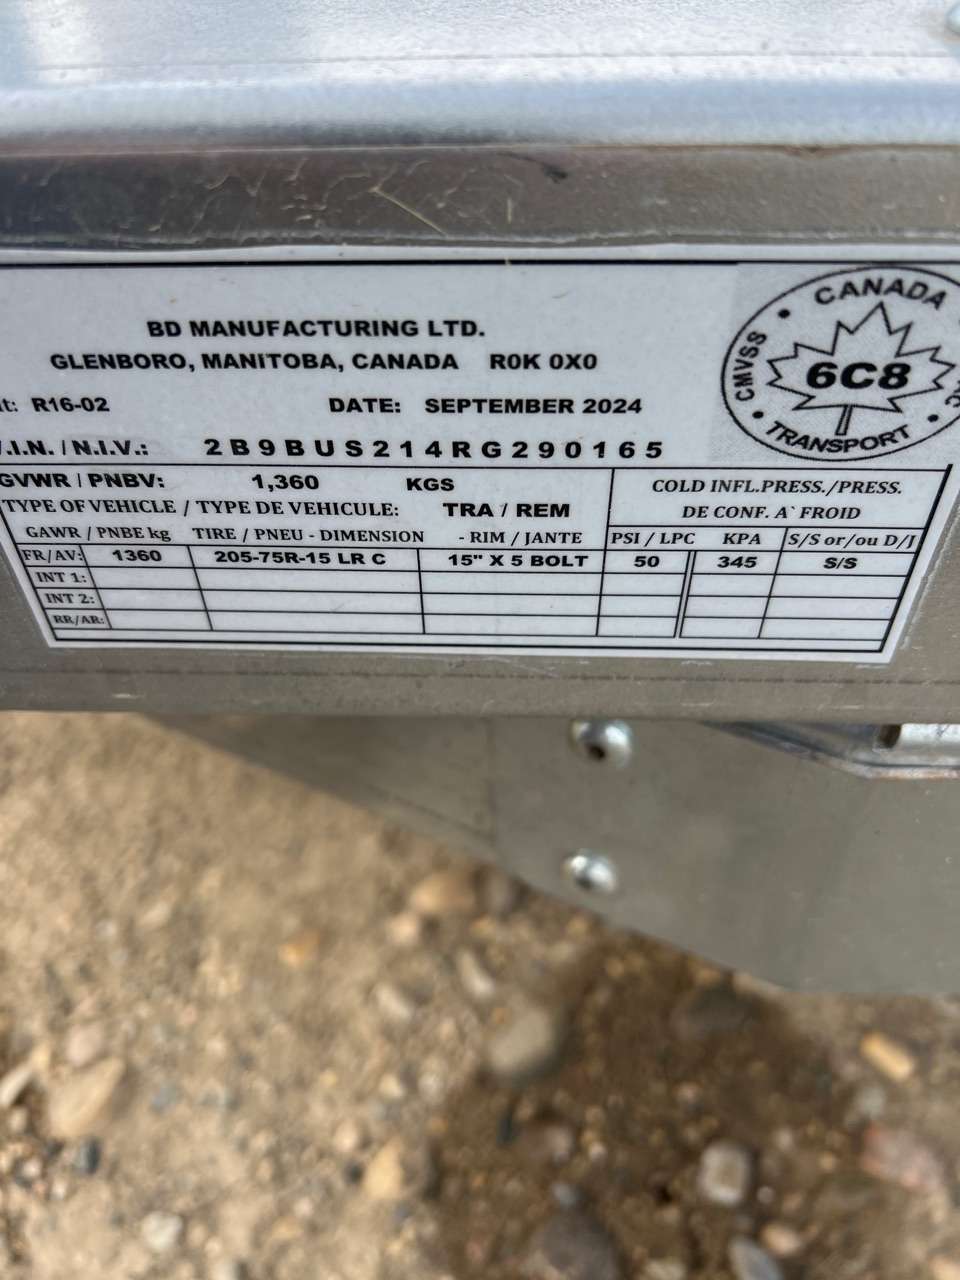 BD MANUFACTURING LTD.
GLENBORO, MANITOBA, CANADA R0K 0X0
R16-02 DATE: SEPTEMBER 2024
V.I.N. / N.I.V.: 2B9BUS214RG290165
CANADA
CMVSS
6C8
TRANSPORT
GVWR / PNBV: 1,360 KGS
TYPE OF VEHICLE / TYPE DE VEHICULE: TRA / REM
COLD INFL.PRESS./PRESS.
DE CONF. A` FROID
GAWR / PNBE kg TIRE / PNEU - DIMENSION - RIM / JANTE PSI / LPC KPA S/S or/ou D/J
FR/AV: 1360 205-75R-15 LR C 15" X 5 BOLT 50 345 S/S
INT 1:
INT 2:
RR/AR: